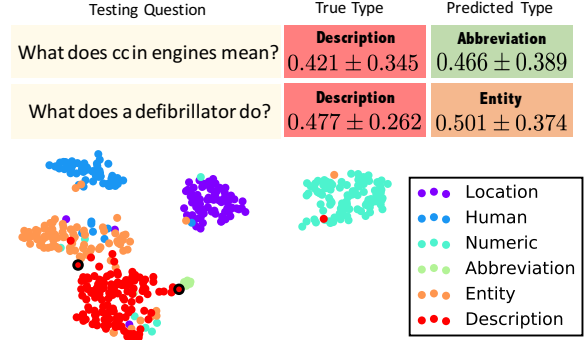 Testing Question True Type Predicted Type
What does cc in engines mean? Description Abbreviation
0.421 ± 0.345 0.466 ± 0.389
What does a defibrillator do? Description Entity
0.477 ± 0.262 0.501 ± 0.374
Location
Human
Numeric
Abbreviation
Entity
Description